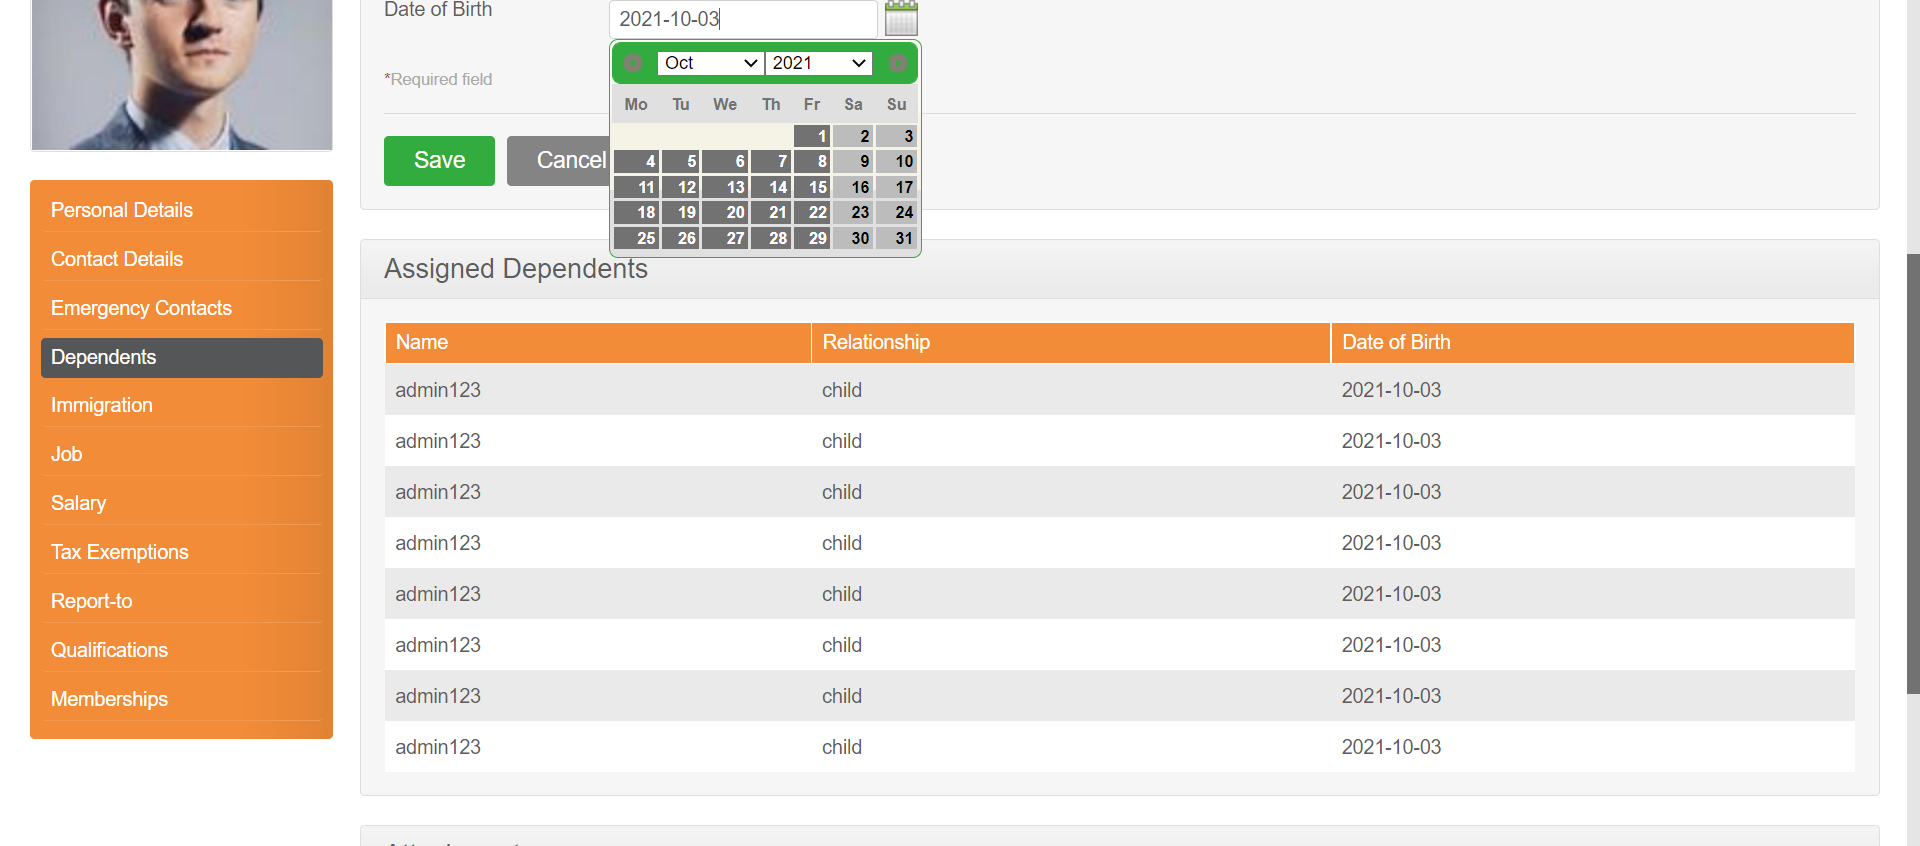 Date of Birth
2021-10-03
Oct 2021
*Required field
Mo Tu We Th Fr Sa Su
1 2 3
4 5 6 7 8 9 10
11 12 13 14 15 16 17
18 19 20 21 22 23 24
25 26 27 28 29 30 31
Save Cancel
Personal Details
Contact Details
Emergency Contacts
Dependents
Immigration
Job
Salary
Tax Exemptions
Report-to
Qualifications
Memberships
Assigned Dependents
Name Relationship Date of Birth
admin123 child 2021-10-03
admin123 child 2021-10-03
admin123 child 2021-10-03
admin123 child 2021-10-03
admin123 child 2021-10-03
admin123 child 2021-10-03
admin123 child 2021-10-03
admin123 child 2021-10-03